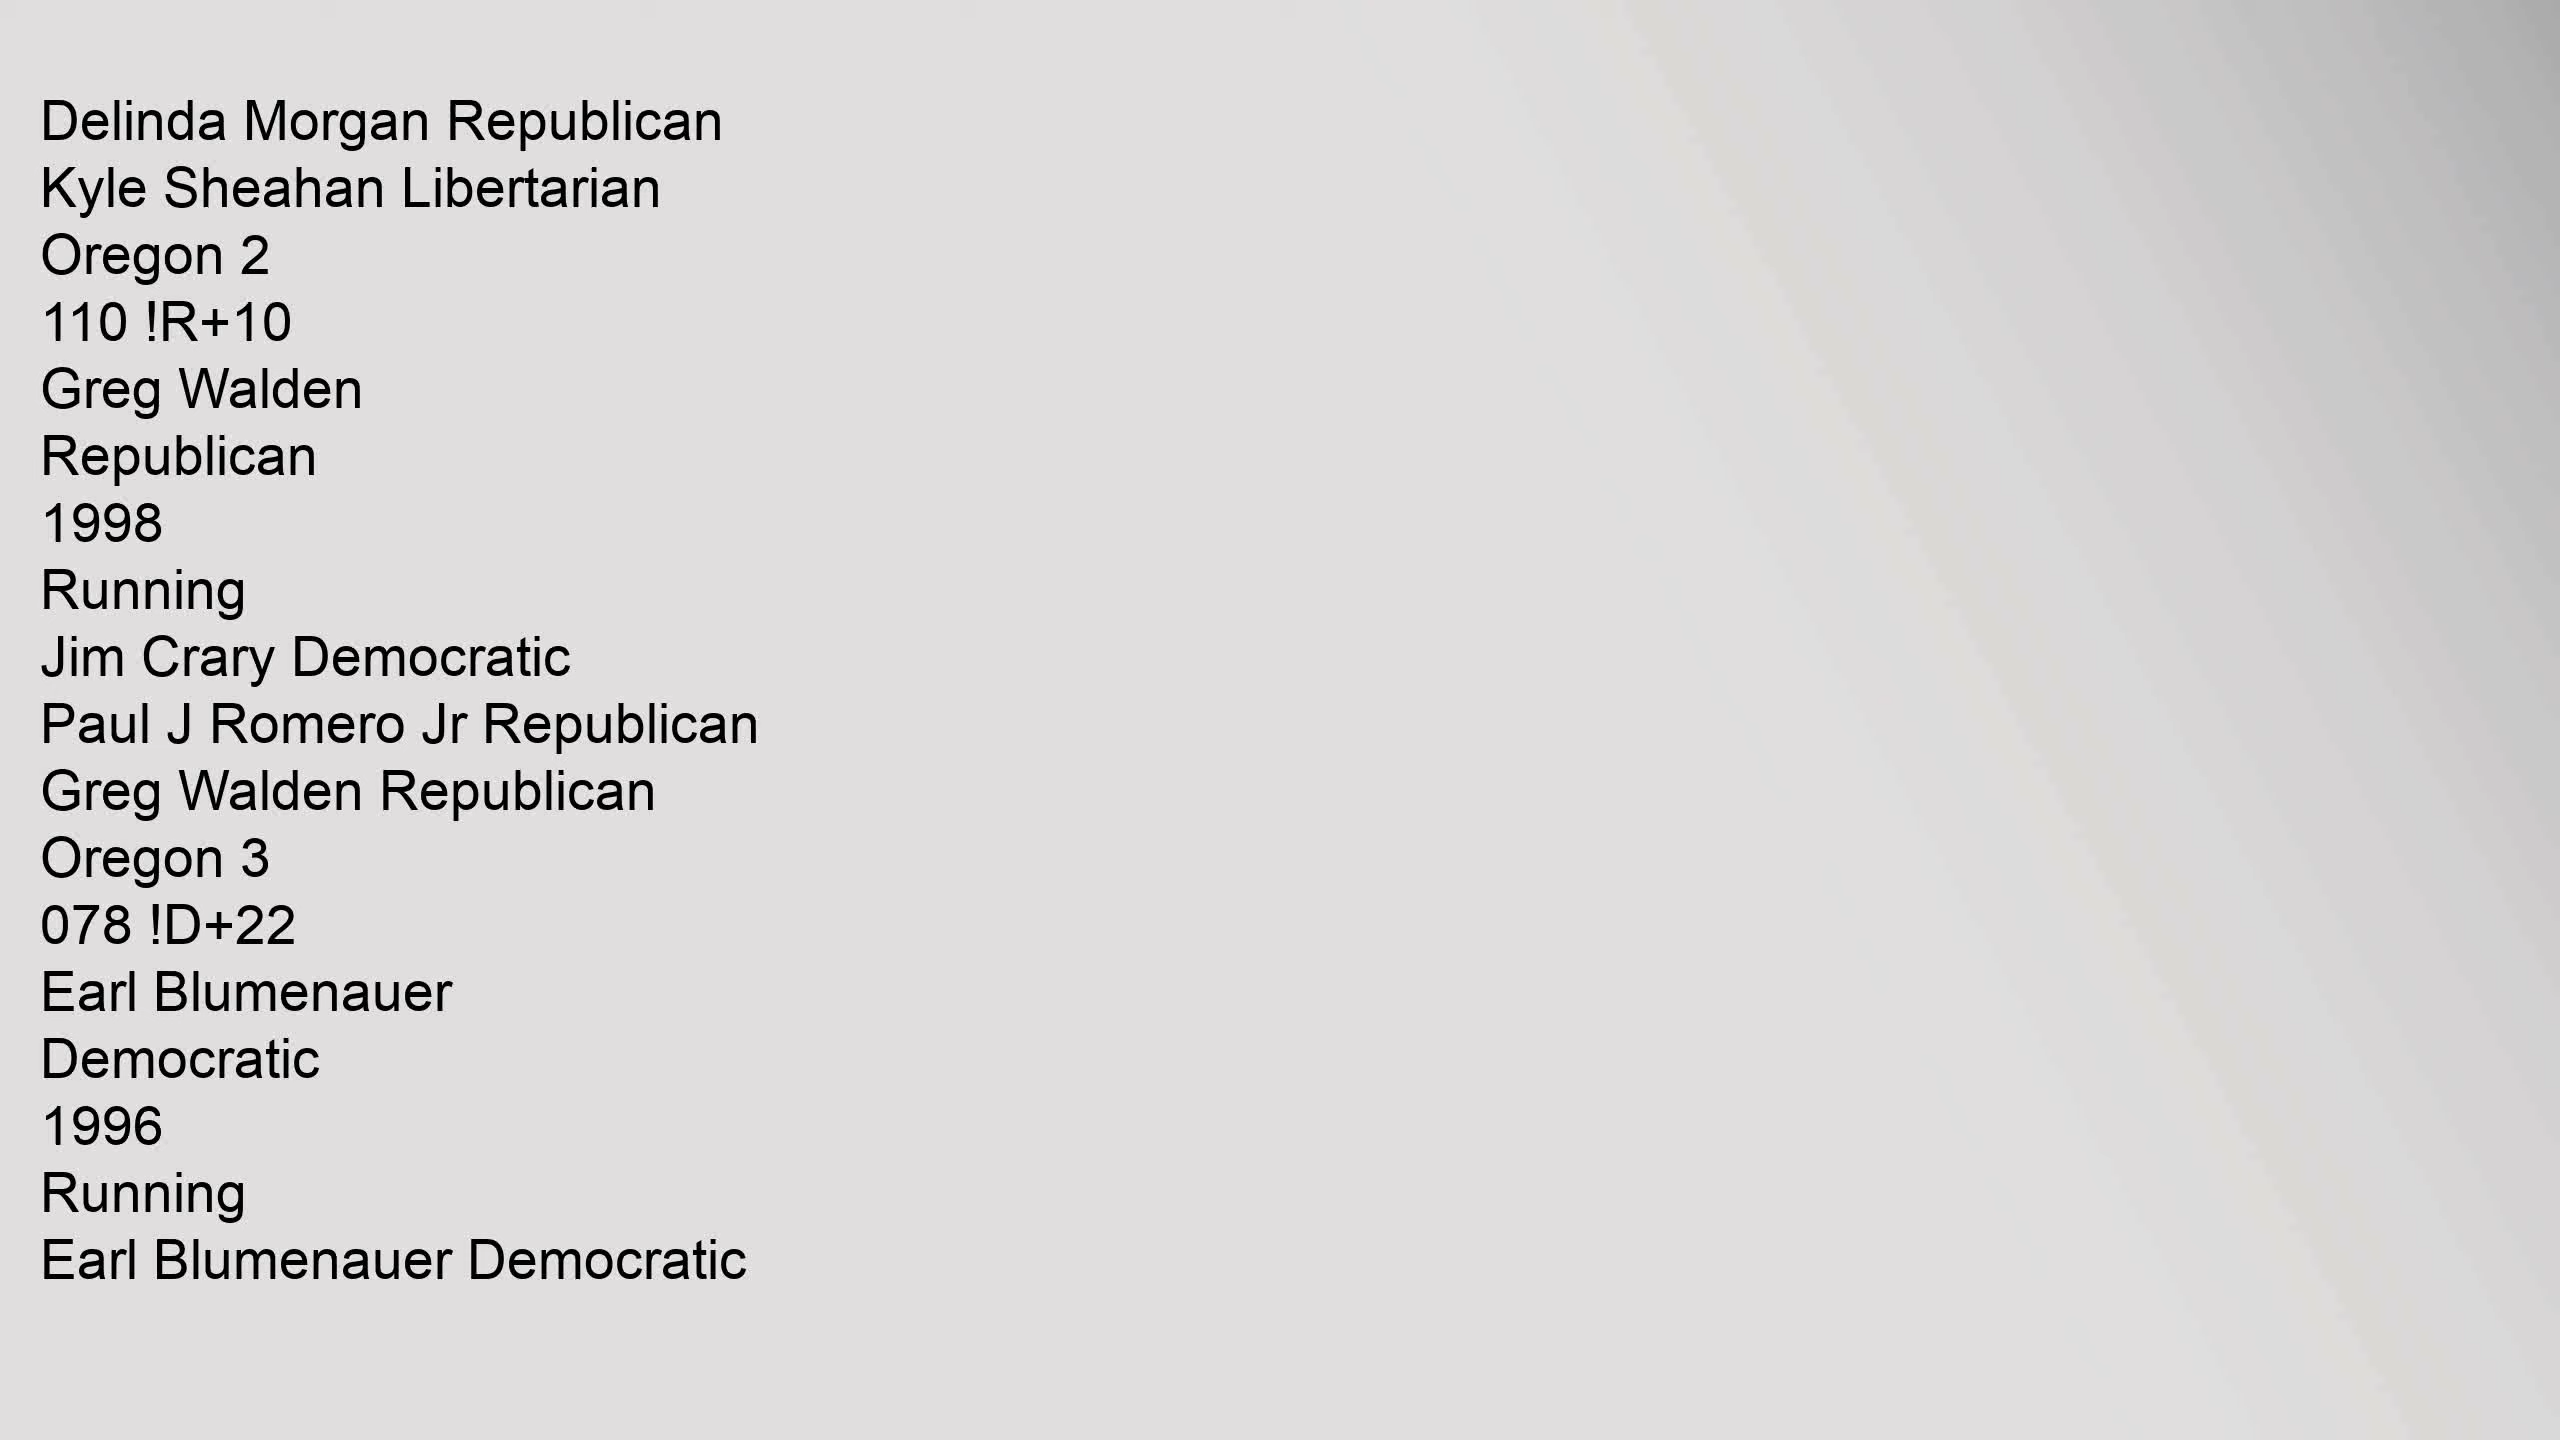 Delinda Morgan Republican
Kyle Sheahan Libertarian
Oregon 2
110 !R+10
Greg Walden
Republican
1998
Running
Jim Crary Democratic
Paul J Romero Jr Republican
Greg Walden Republican
Oregon 3
078 !D+22
Earl Blumenauer
Democratic
1996
Running
Earl Blumenauer Democratic